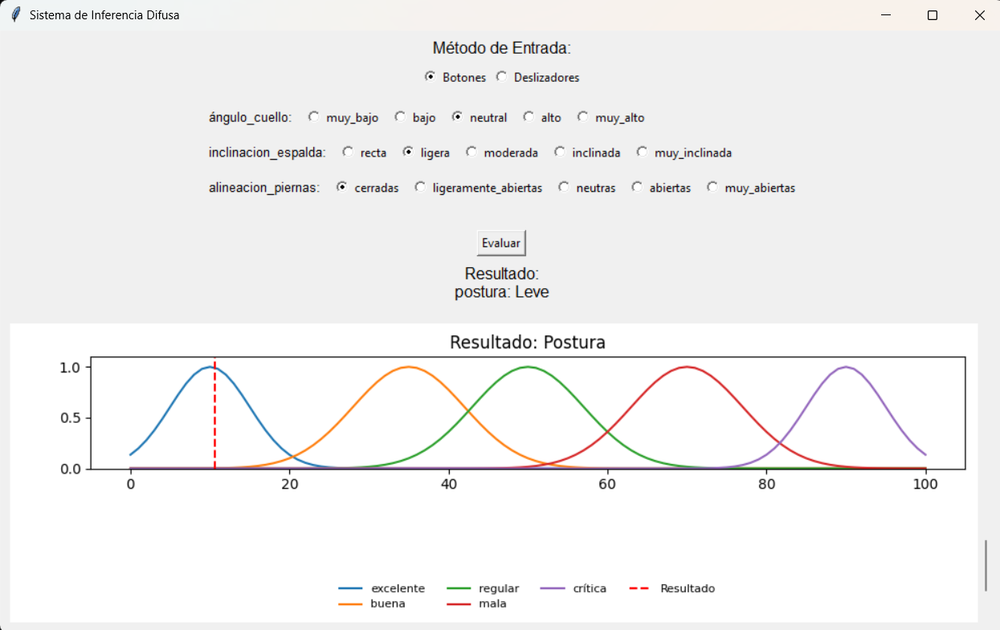 Sistema de Inferencia Difusa
Método de Entrada:
Botones Deslizadores
ángulo_cuello: muy_bajo bajo neutral alto muy_alto
inclinacion_espalda: recta ligera moderada inclinada muy_inclinada
alineacion_piernas: cerradas ligeramente_abiertas neutras abiertas muy_abiertas
Evaluar
Resultado:
postura: Leve
Resultado: Postura
1.0
0.5
0.0
0 20 40 60 80 100
excelente regular crítica Resultado
buena mala